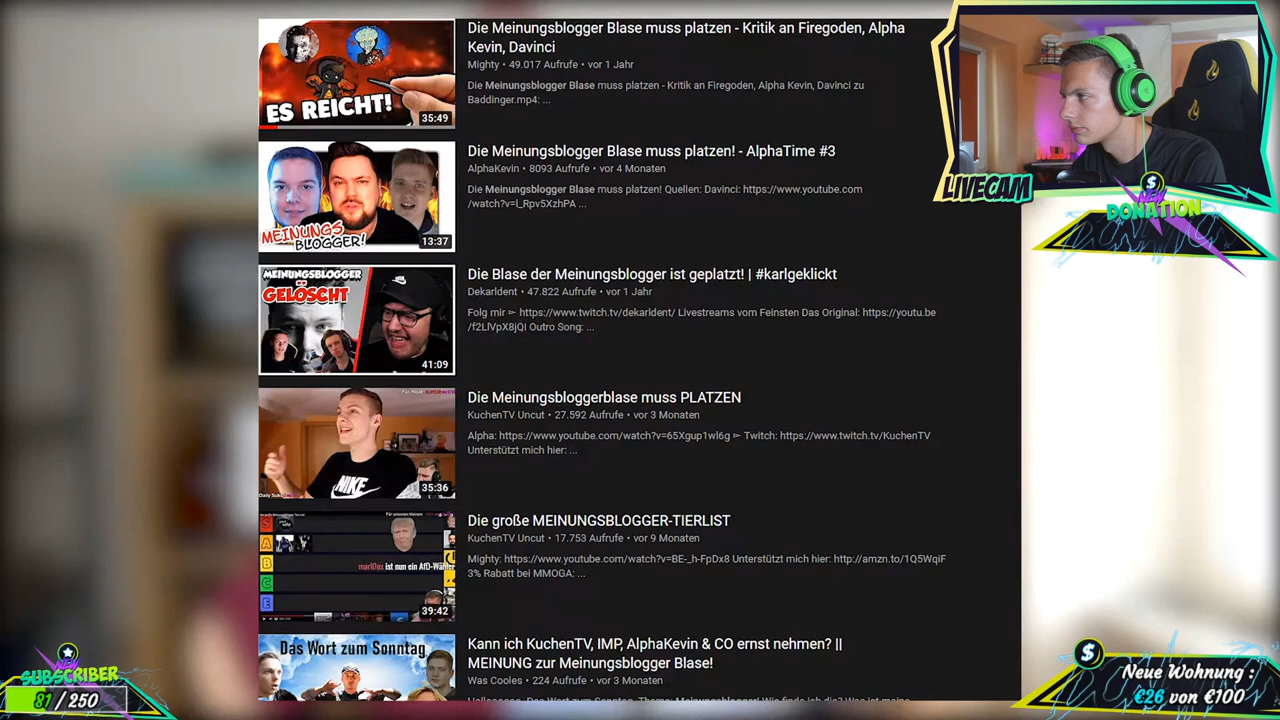 Die Meinungsblogger Blase muss platzen - Kritik an Firegoden, Alpha
Kevin, Davinci
Mighty • 49.017 Aufrufe • vor 1 Jahr
Die Meinungsblogger Blase muss platzen - Kritik an Firegoden, Alpha Kevin, Davinci zu
Baddinger.mp4: ...
ES REICHT!
35:49
Die Meinungsblogger Blase muss platzen! - AlphaTime #3
AlphaKevin • 8093 Aufrufe • vor 4 Monaten
Die Meinungsblogger Blase muss platzen! Quellen: Davinci: https://www.youtube.com
/watch?v=l_Rpv5XzhPA ...
MEINUNGS
BLOGGER!
13:37
Die Blase der Meinungsblogger ist geplatzt! | #karlgeklickt
Dekarldent • 47.822 Aufrufe • vor 1 Jahr
Folg mir ► https://www.twitch.tv/dekarldent/ Livestreams vom Feinsten Das Original: https://youtu.be
/f2LlVpX8jQI Outro Song: ...
MEINUNGSBLOGGER
GELÖSCHT
41:09
Die Meinungsbloggerblase muss PLATZEN
KuchenTV Uncut • 27.592 Aufrufe • vor 3 Monaten
Alpha: https://www.youtube.com/watch?v=65Xgup1wl6g ► Twitch: https://www.twitch.tv/KuchenTV
Unterstützt mich hier: ...
NIKE
35:36
Die große MEINUNGSBLOGGER-TIERLIST
KuchenTV Uncut • 17.753 Aufrufe • vor 9 Monaten
Mighty: https://www.youtube.com/watch?v=BE-_h-FpDx8 Unterstützt mich hier: http://amzn.to/1Q5WqiF
3% Rabatt bei MMOGA: ...
S
A
B
C
E
marl0nx ist nun ein AfD-Wähler
39:42
Kann ich KuchenTV, IMP, AlphaKevin & CO ernst nehmen? ||
MEINUNG zur Meinungsblogger Blase!
Was Cooles • 224 Aufrufe • vor 3 Monaten
Das Wort zum Sonntag
LIVECAM
$
NEW
DONATION
NEW
SUBSCRIBER
81 / 250
$
Neue Wohnung :
€26 von €100